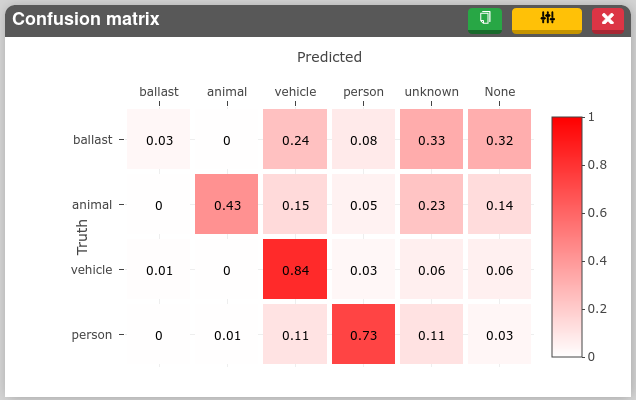 Confusion matrix
Predicted
ballast animal vehicle person unknown None
Truth
ballast 0.03 0 0.24 0.08 0.33 0.32
animal 0 0.43 0.15 0.05 0.23 0.14
vehicle 0.01 0 0.84 0.03 0.06 0.06
person 0 0.01 0.11 0.73 0.11 0.03
1
0.8
0.6
0.4
0.2
0